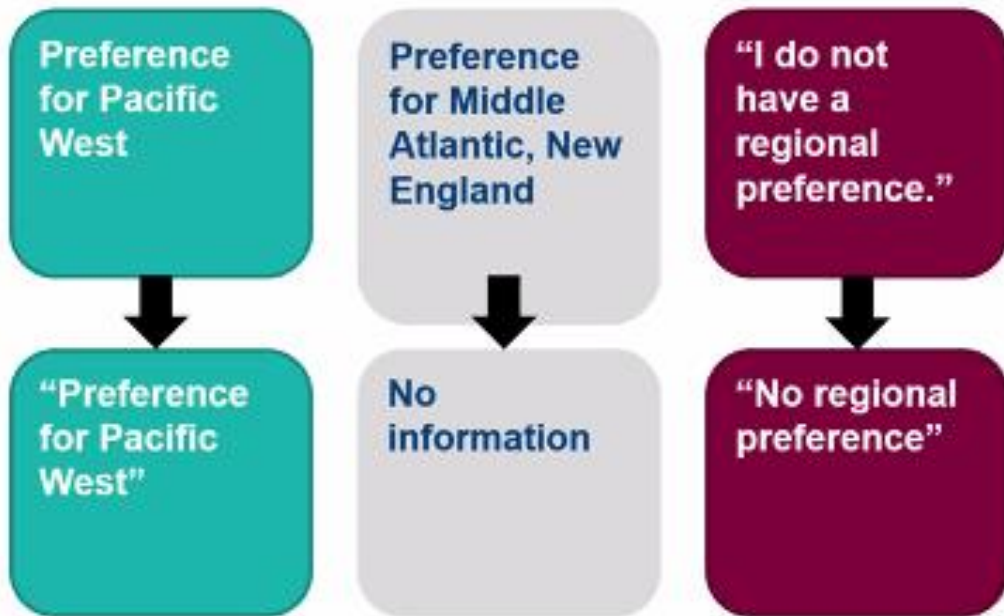 Preference
for Pacific
West
Preference
for Middle
Atlantic, New
England
“I do not
have a
regional
preference.”
“Preference
for Pacific
West”
No
information
“No regional
preference”